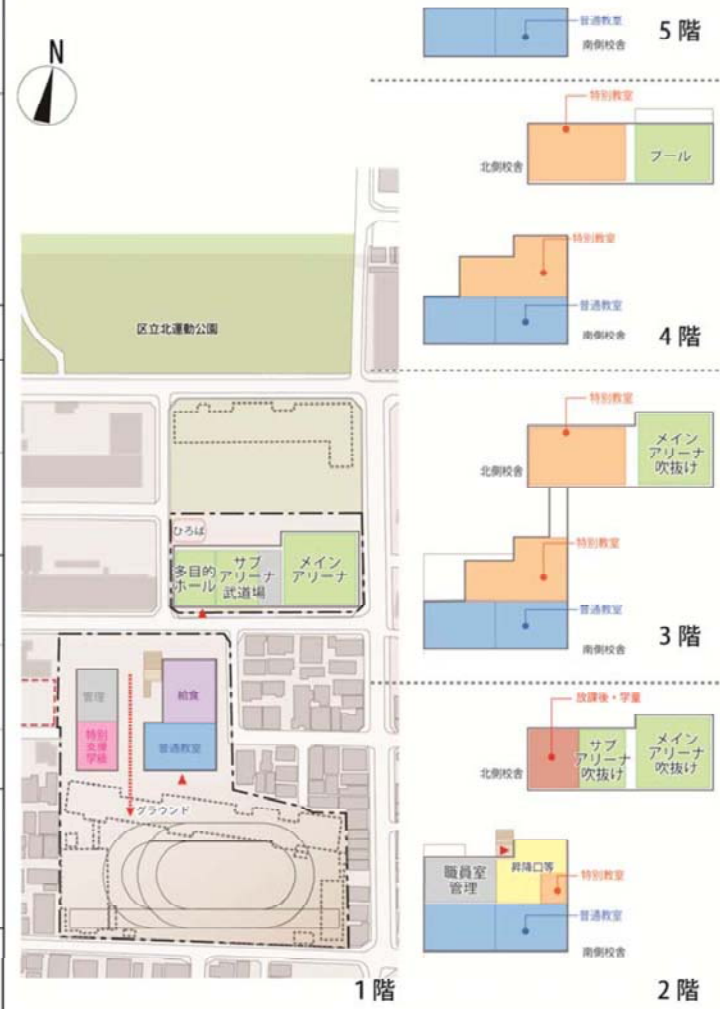 N
区立北運動公園
ひろば
多目的
ホール
サブ
アリーナ
武道場
メイン
アリーナ
管理
特別
支援
学級
給食
普通教室
グラウンド
1階
普通教室
南側校舎
5階
特別教室
北側校舎
プール
特別教室
普通教室
南側校舎
4階
特別教室
北側校舎
メイン
アリーナ
吹抜け
特別教室
普通教室
南側校舎
3階
放課後・学童
北側校舎
サブ
アリーナ
吹抜け
メイン
アリーナ
吹抜け
職員室
管理
昇降口等
特別教室
普通教室
南側校舎
2階